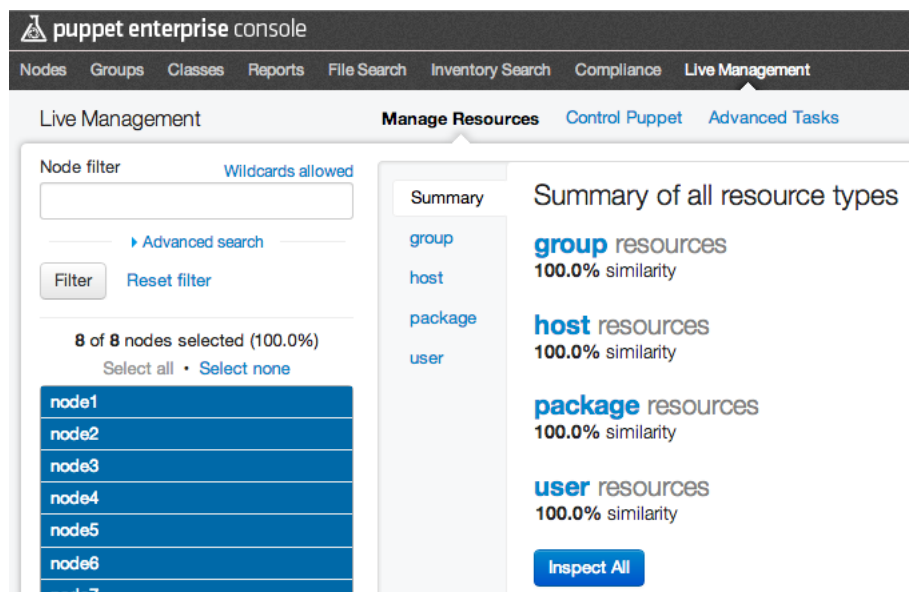 puppet enterprise console
Nodes Groups Classes Reports File Search Inventory Search Compliance Live Management
Live Management
Manage Resources Control Puppet Advanced Tasks
Node filter Wildcards allowed
Advanced search
Filter Reset filter
8 of 8 nodes selected (100.0%)
Select all • Select none
node1
node2
node3
node4
node5
node6
Summary
group
host
package
user
Summary of all resource types
group resources
100.0% similarity
host resources
100.0% similarity
package resources
100.0% similarity
user resources
100.0% similarity
Inspect All